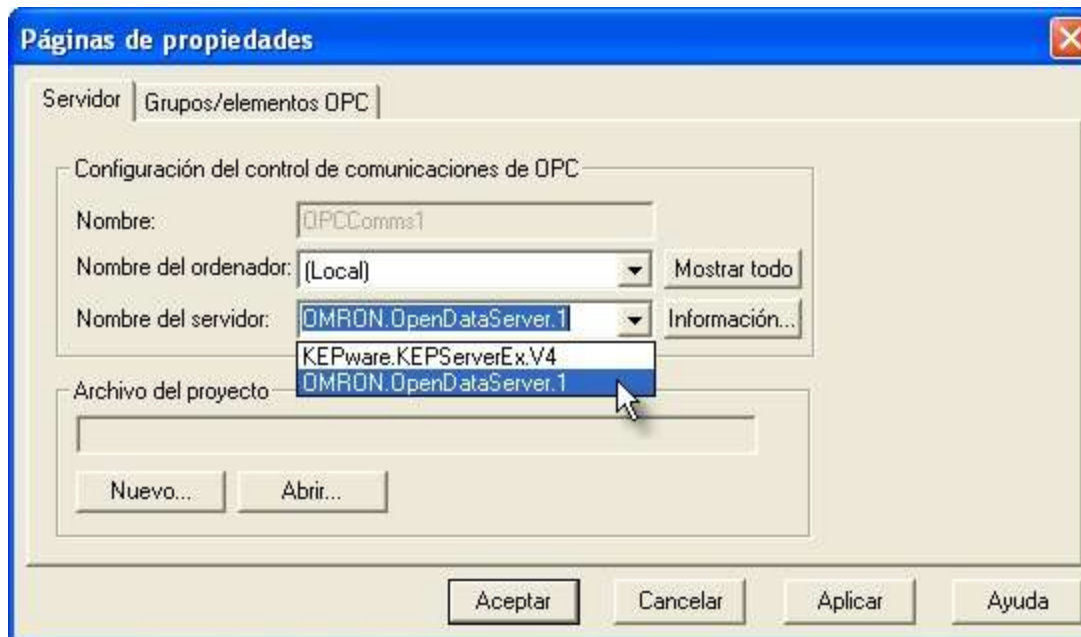 Páginas de propiedades
Servidor Grupos/elementos OPC
Configuración del control de comunicaciones de OPC
Nombre: OPCComms1
Nombre del ordenador: (Local) Mostrar todo
Nombre del servidor: OMRON.OpenDataServer.1 Información...
KEPware.KEPServerEx.V4
OMRON.OpenDataServer.1
Archivo del proyecto
Nuevo... Abrir...
Aceptar Cancelar Aplicar Ayuda